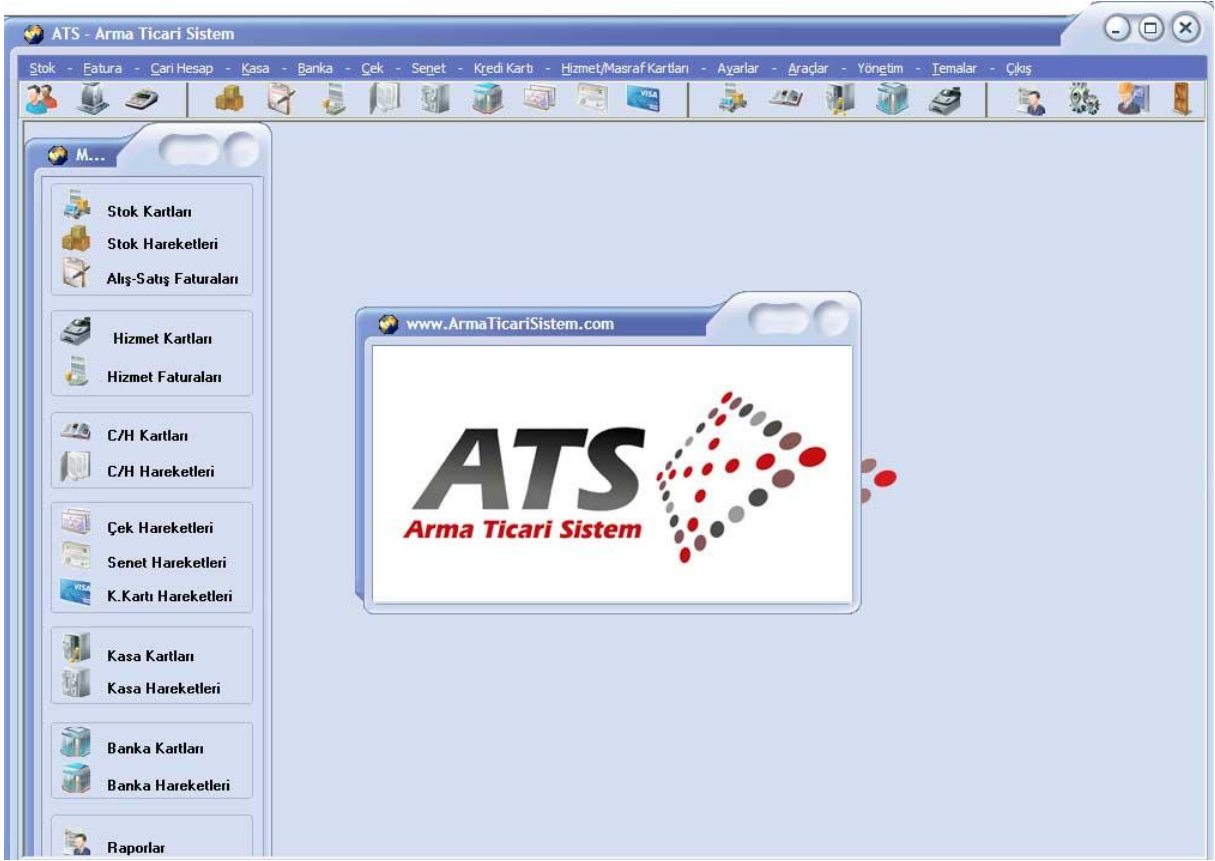 ATS - Arma Ticari Sistem
Stok - Fatura - Cari Hesap - Kasa - Banka - Çek - Senet - Kredi Kartı - Hizmet/Masraf Kartları - Ayarlar - Araçlar - Yönetim - Temalar - Çıkış
VISA
M...
Stok Kartları
Stok Hareketleri
Alış-Satış Faturaları
Hizmet Kartları
Hizmet Faturaları
C/H Kartları
C/H Hareketleri
Çek Hareketleri
Senet Hareketleri
VISA
K.Kartı Hareketleri
Kasa Kartları
Kasa Hareketleri
Banka Kartları
Banka Hareketleri
Raporlar
www.ArmaTicariSistem.com
ATS
Arma Ticari Sistem